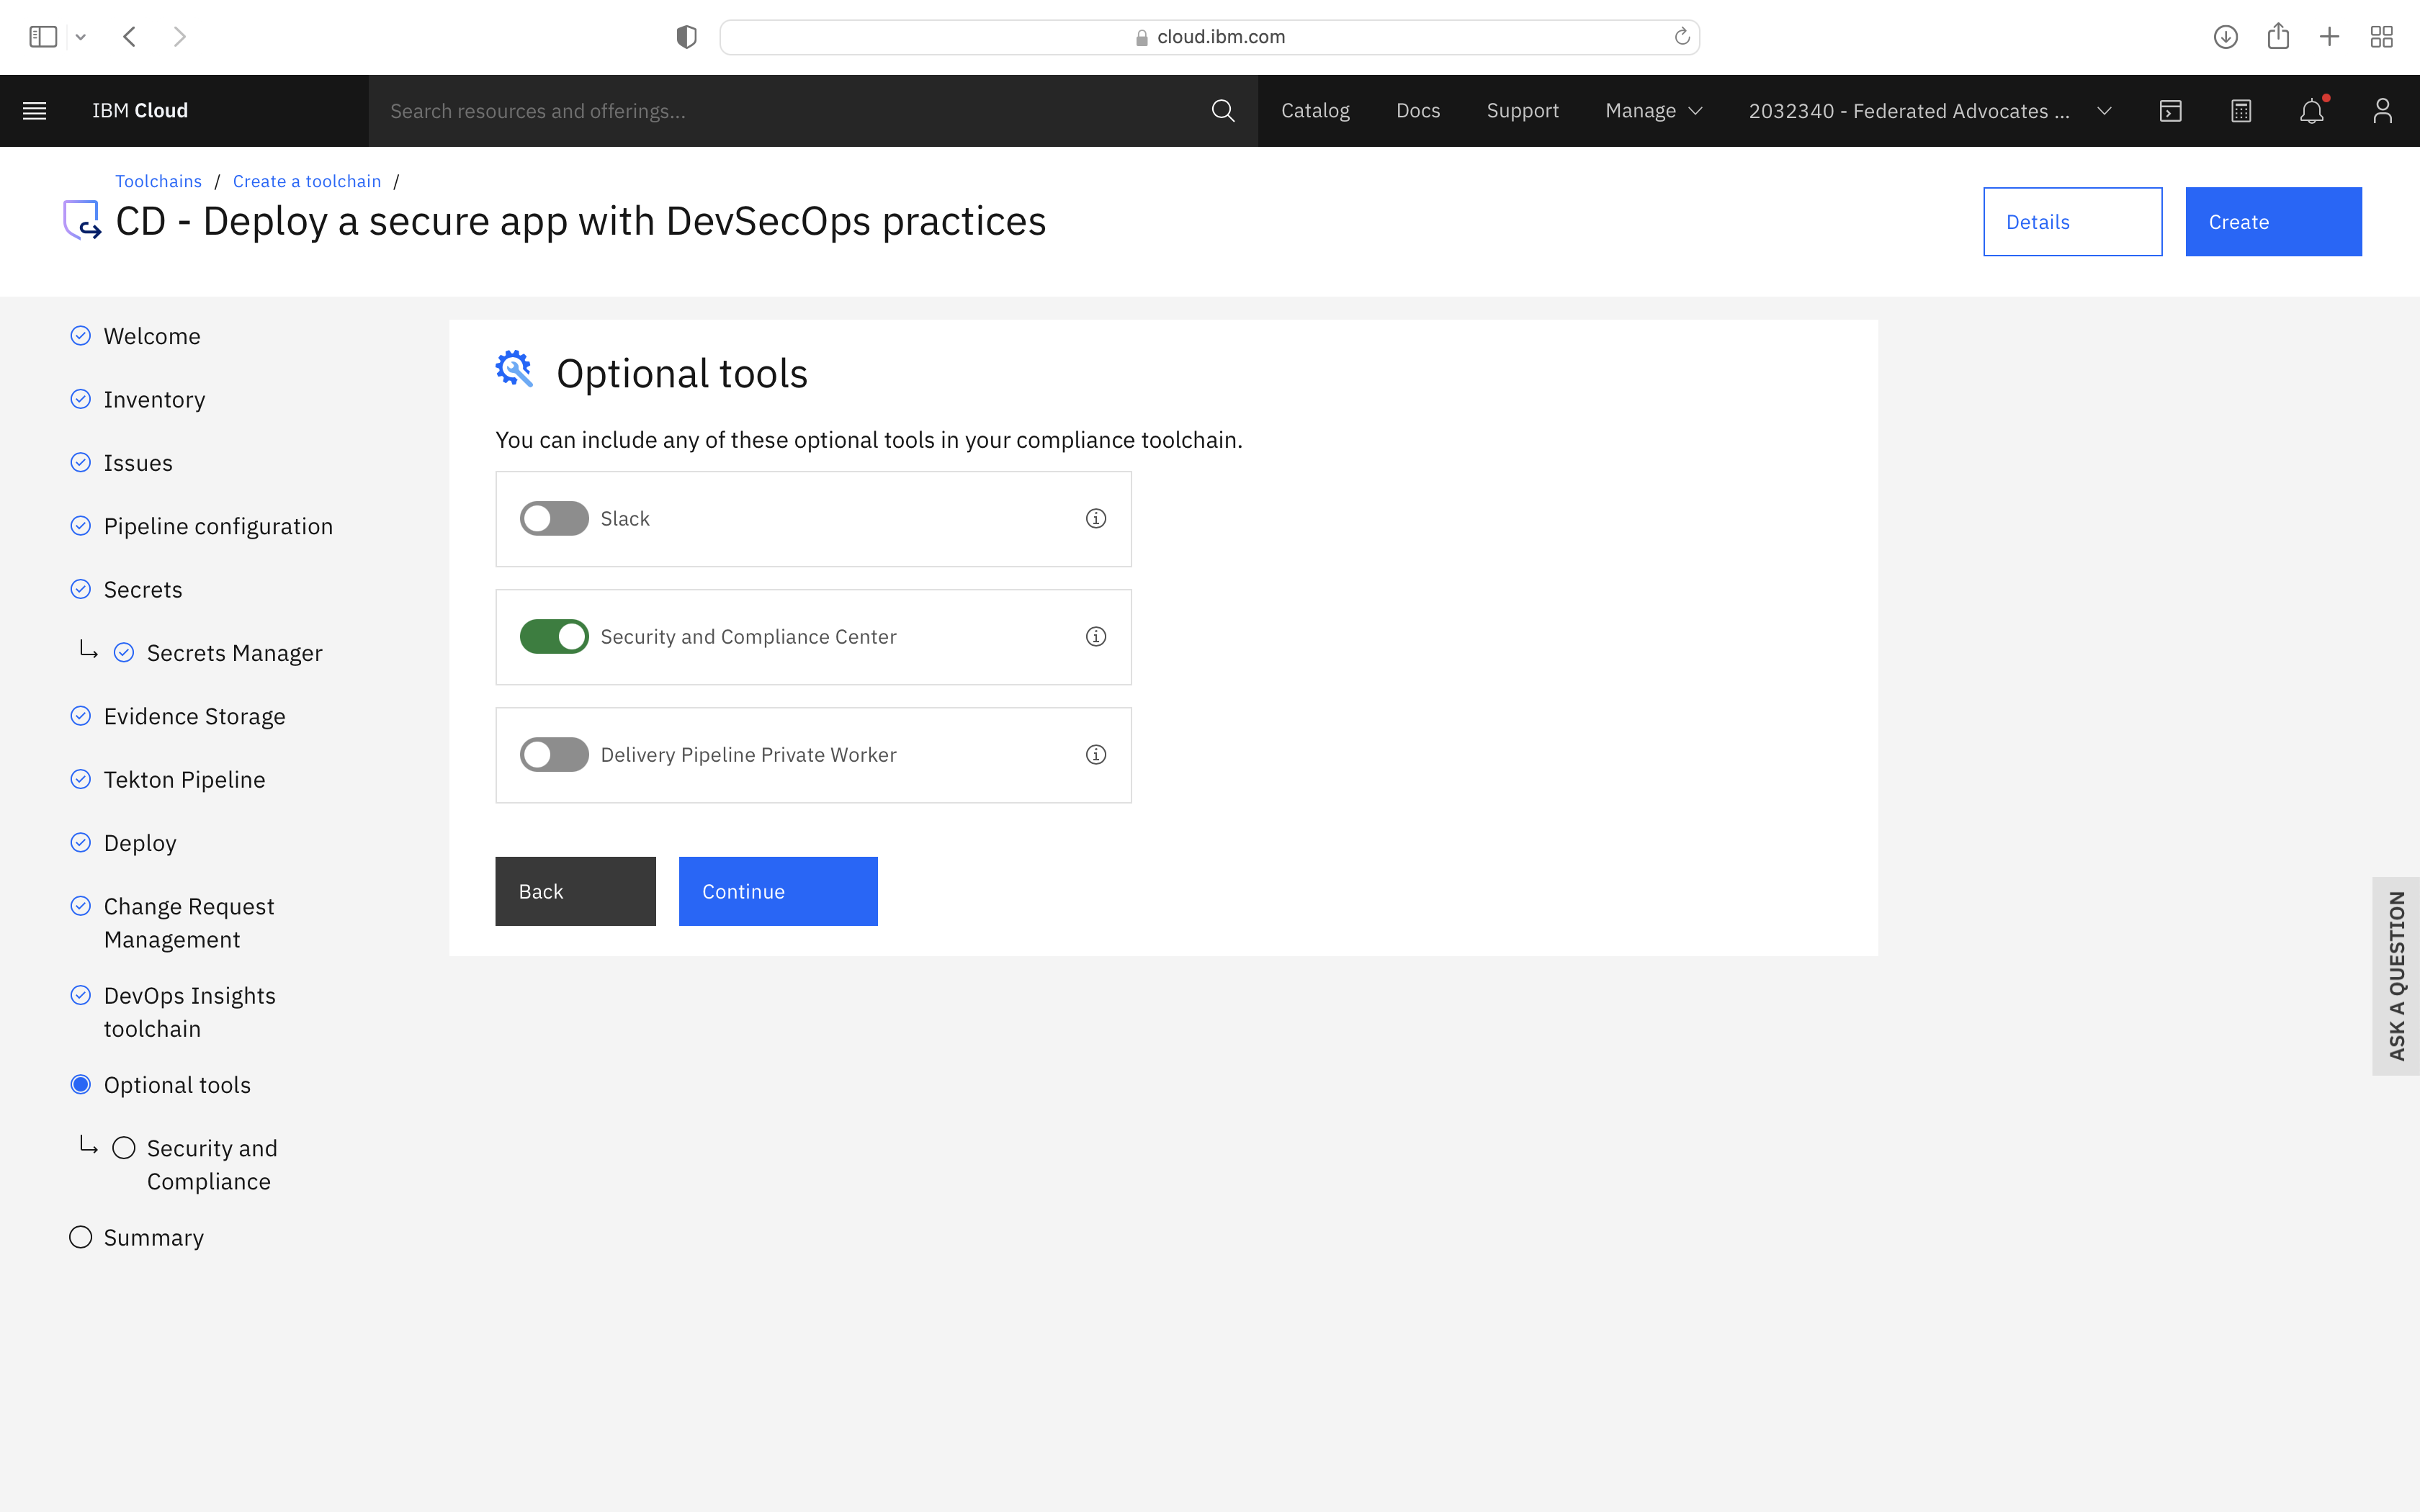 cloud.ibm.com
IBM Cloud
Search resources and offerings...
Catalog
Docs
Support
Manage
2032340 - Federated Advocates ...
Toolchains / Create a toolchain /
CD - Deploy a secure app with DevSecOps practices
Details
Create
Welcome
Inventory
Issues
Pipeline configuration
Secrets
Secrets Manager
Evidence Storage
Tekton Pipeline
Deploy
Change Request
Management
DevOps Insights
toolchain
Optional tools
Security and
Compliance
Summary
Optional tools
You can include any of these optional tools in your compliance toolchain.
Slack
Security and Compliance Center
Delivery Pipeline Private Worker
Back
Continue
ASK A QUESTION